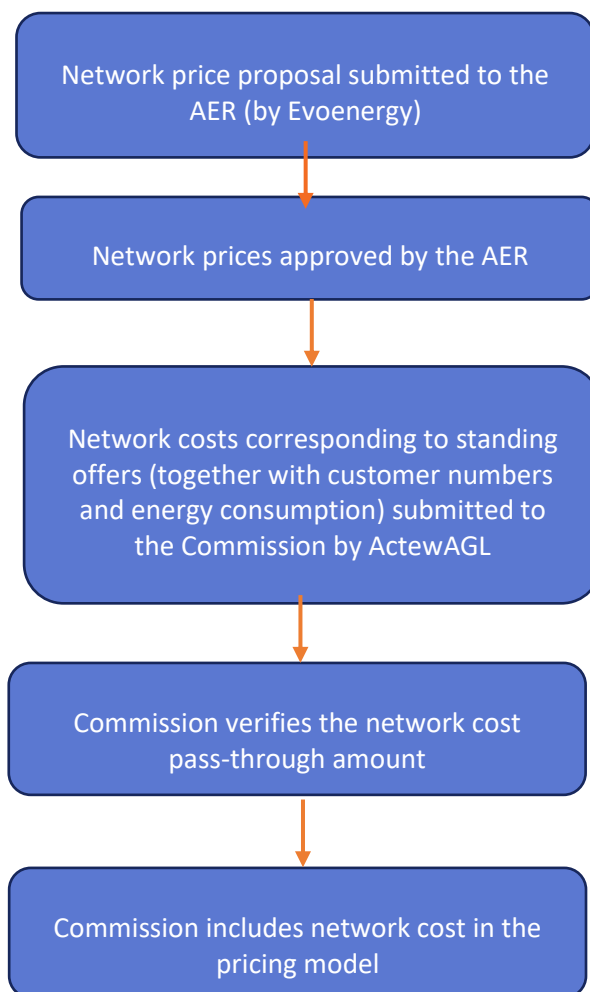 Network price proposal submitted to the
AER (by Evoenergy)
Network prices approved by the AER
Network costs corresponding to standing
offers (together with customer numbers
and energy consumption) submitted to
the Commission by ActewAGL
Commission verifies the network cost
pass-through amount
Commission includes network cost in the
pricing model